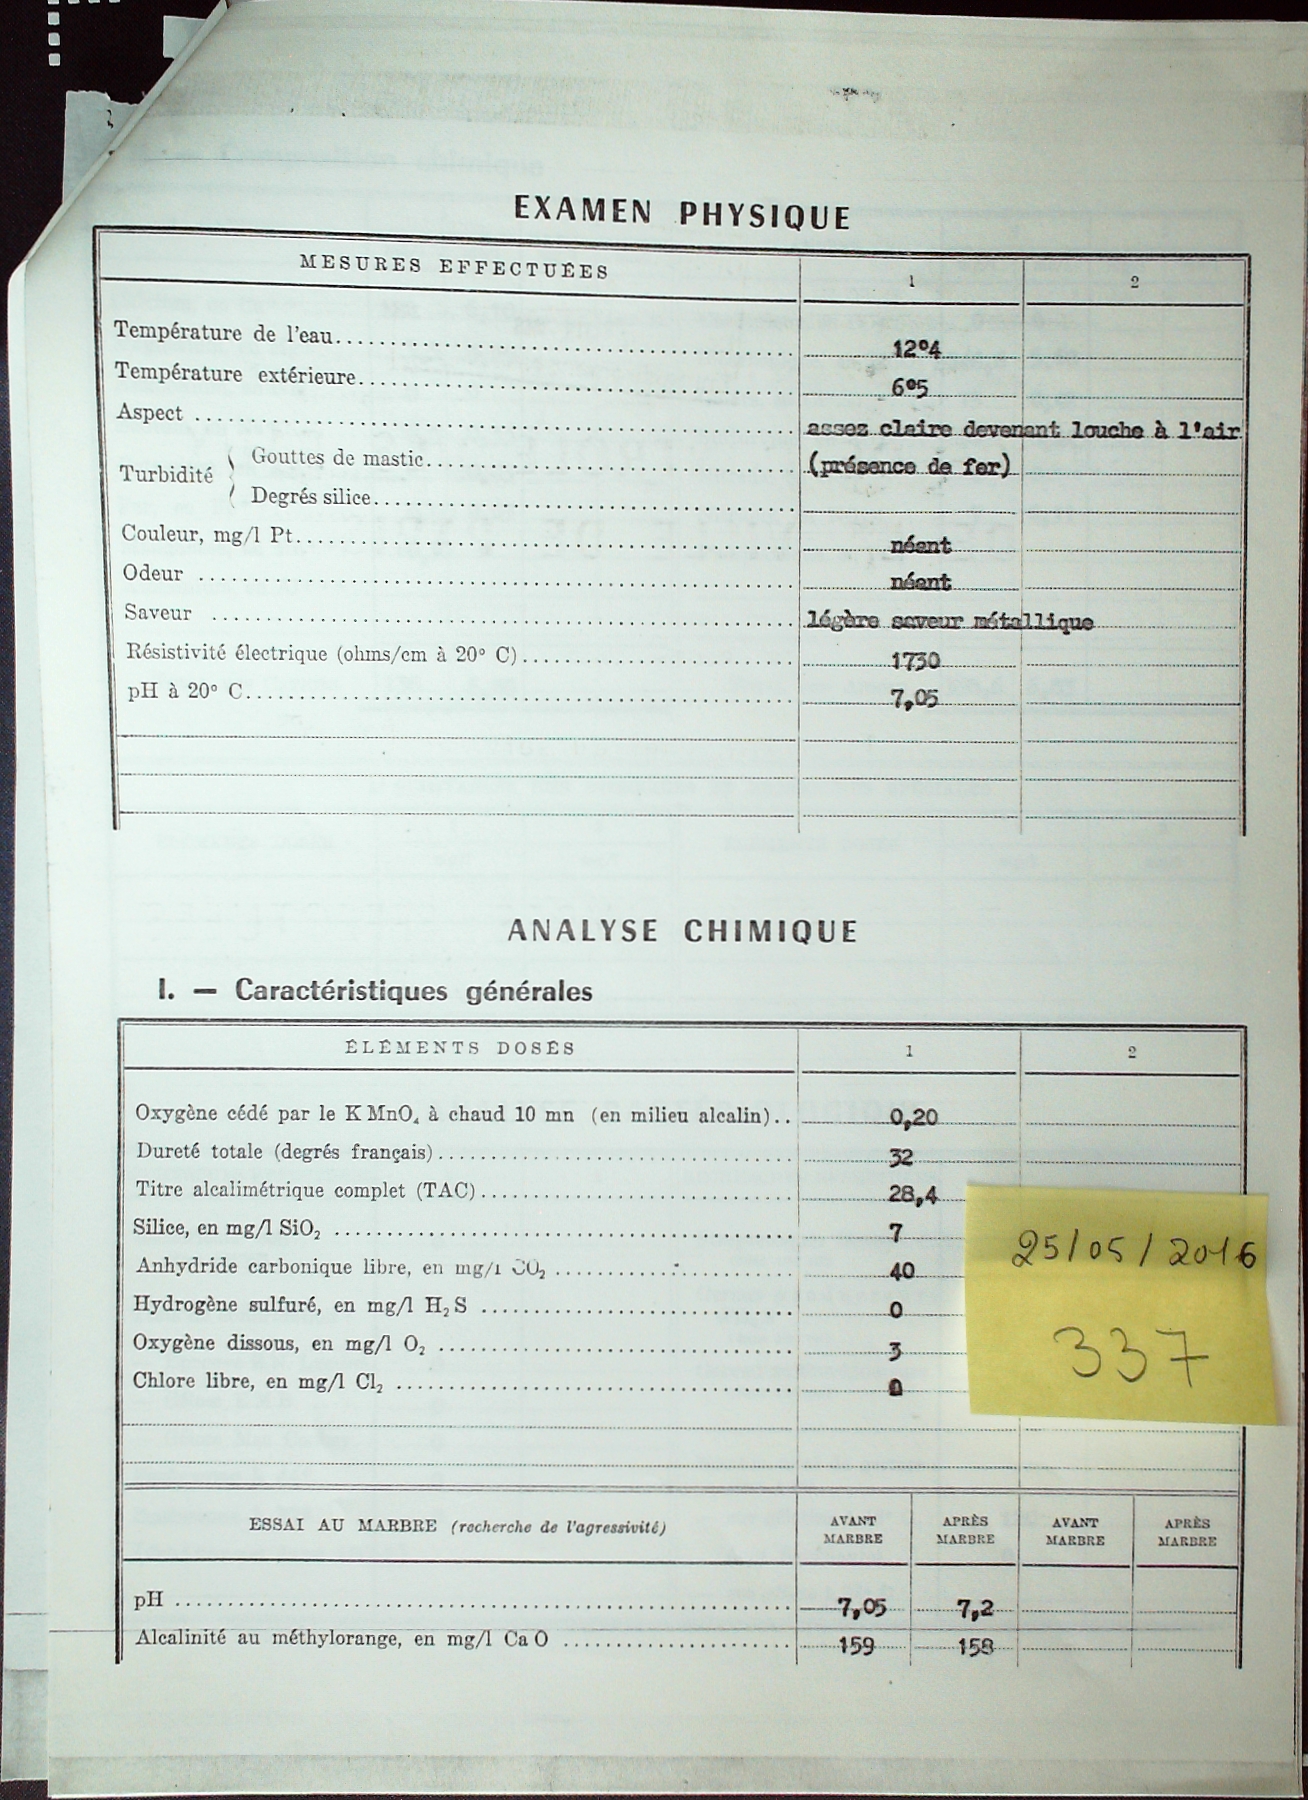 EXAMEN PHYSIQUE
MESURES EFFECTUÉES 1 2
Température de l'eau 12°4
Température extérieure 6°5
Aspect assez claire devenant louche à l'air
Turbidité { Gouttes de mastic (présence de fer)
Degrés silice
Couleur, mg/l Pt néant
Odeur néant
Saveur légère saveur métallique
Résistivité électrique (ohms/cm à 20° C) 1730
pH à 20° C 7,05
ANALYSE CHIMIQUE
I. — Caractéristiques générales
ÉLÉMENTS DOSÉS 1 2
Oxygène cédé par le K MnO₄ à chaud 10 mn (en milieu alcalin) 0,20
Dureté totale (degrés français) 32
Titre alcalimétrique complet (TAC) 28,4
Silice, en mg/l SiO₂ 7
Anhydride carbonique libre, en mg/l CO₂ 40
Hydrogène sulfuré, en mg/l H₂S 0
Oxygène dissous, en mg/l O₂ 3
Chlore libre, en mg/l Cl₂ 0
25/05/2016
337
ESSAI AU MARBRE (recherche de l'agressivité) AVANT MARBRE APRÈS MARBRE AVANT MARBRE APRÈS MARBRE
pH 7,05 7,2
Alcalinité au méthylorange, en mg/l CaO 159 158